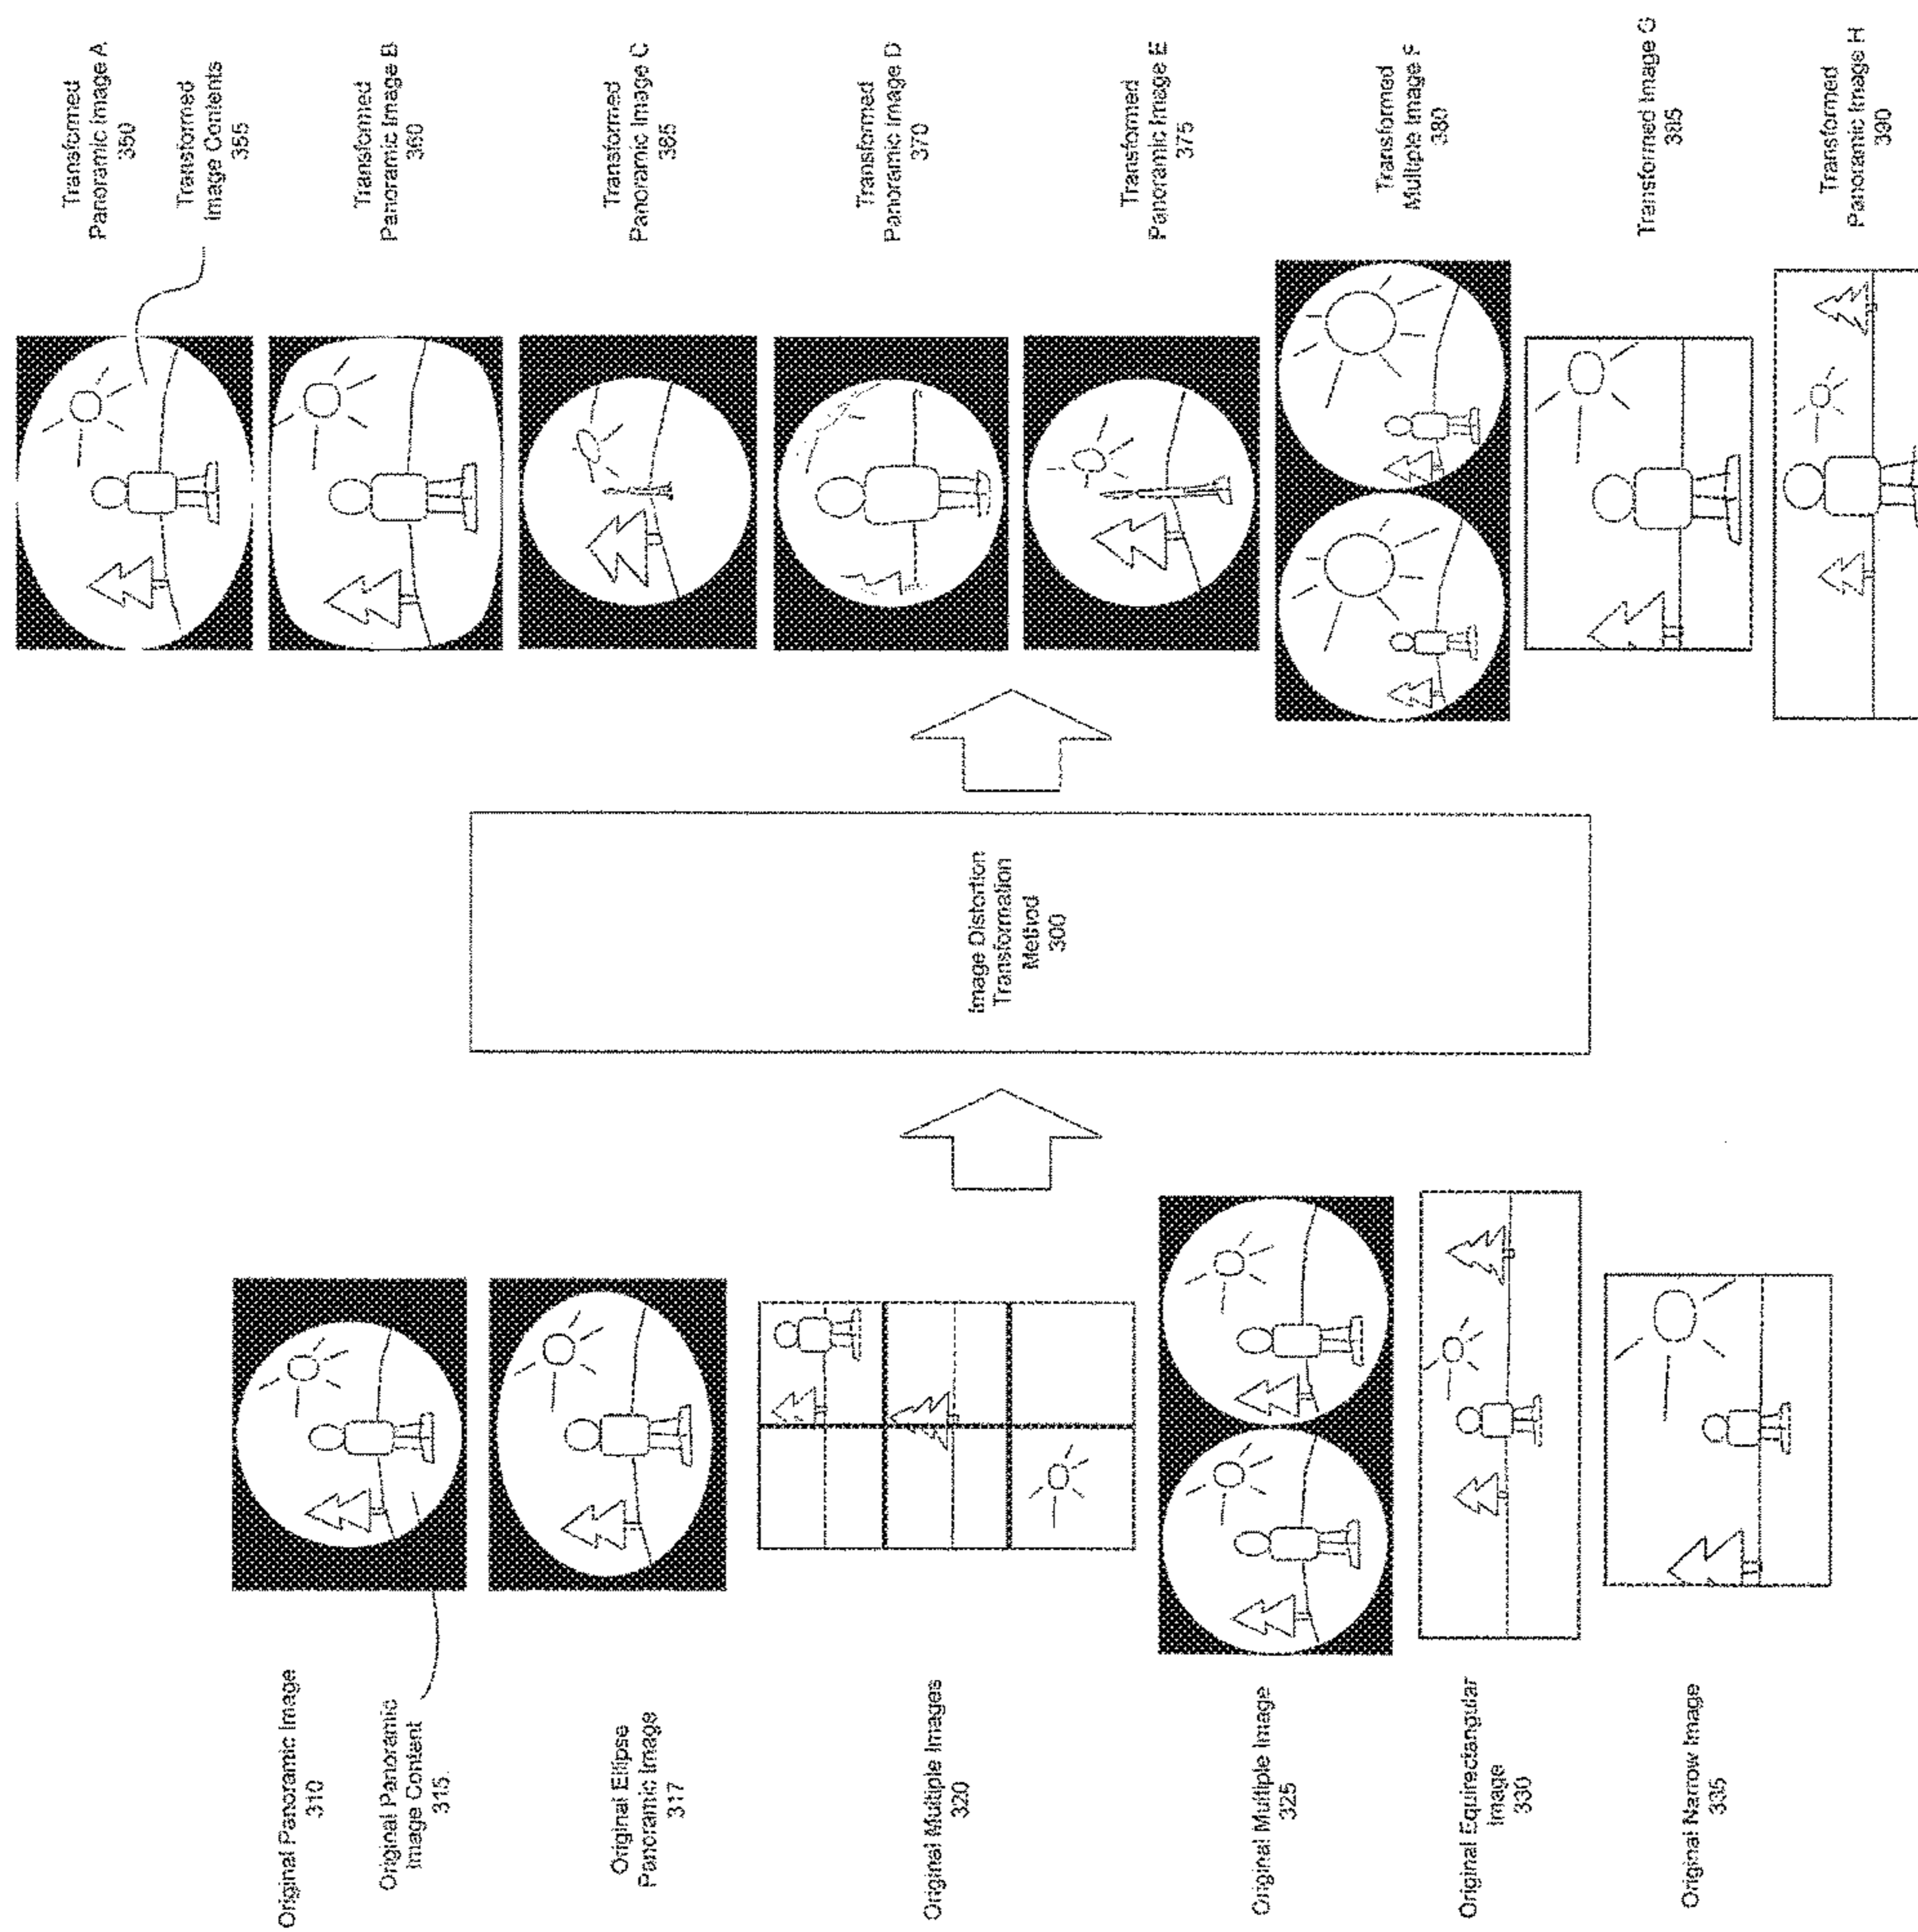 Original Panoramic Image
310
Original Panoramic
Image Content
315
Original Ellipse
Panoramic Image
317
Original Multiple Images
320
Original Multiple Image
325
Original Equirectangular
Image
330
Original Narrow Image
335
Image Distortion
Transformation
Method
300
Transformed
Panoramic Image A
350
Transformed
Image Contents
355
Transformed
Panoramic Image B
360
Transformed
Panoramic Image C
365
Transformed
Panoramic Image D
370
Transformed
Panoramic Image E
375
Transformed
Multiple Image F
380
Transformed Image G
385
Transformed
Panoramic Image H
390